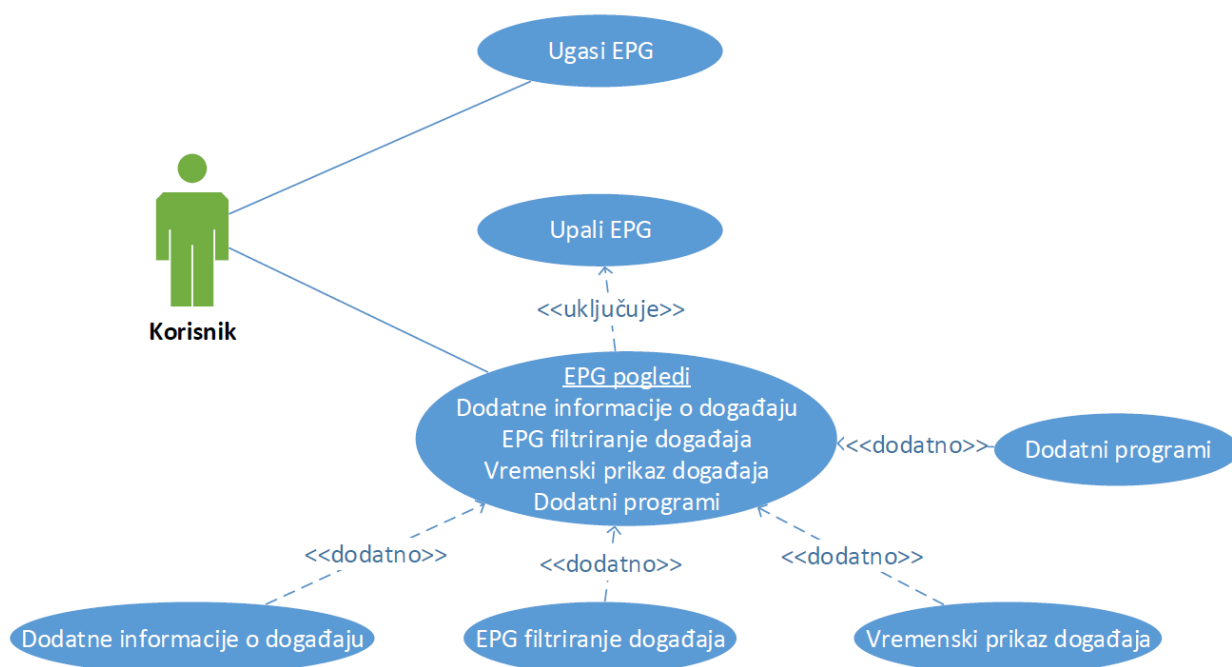 Ugasi EPG
Upali EPG
Korisnik
<<uključuje>>
EPG pogledi
Dodatne informacije o događaju
EPG filtriranje događaja
Vremenski prikaz događaja
Dodatni programi
<<dodatno>>
Dodatni programi
<<dodatno>>
<<dodatno>>
<<dodatno>>
Dodatne informacije o događaju
EPG filtriranje događaja
Vremenski prikaz događaja